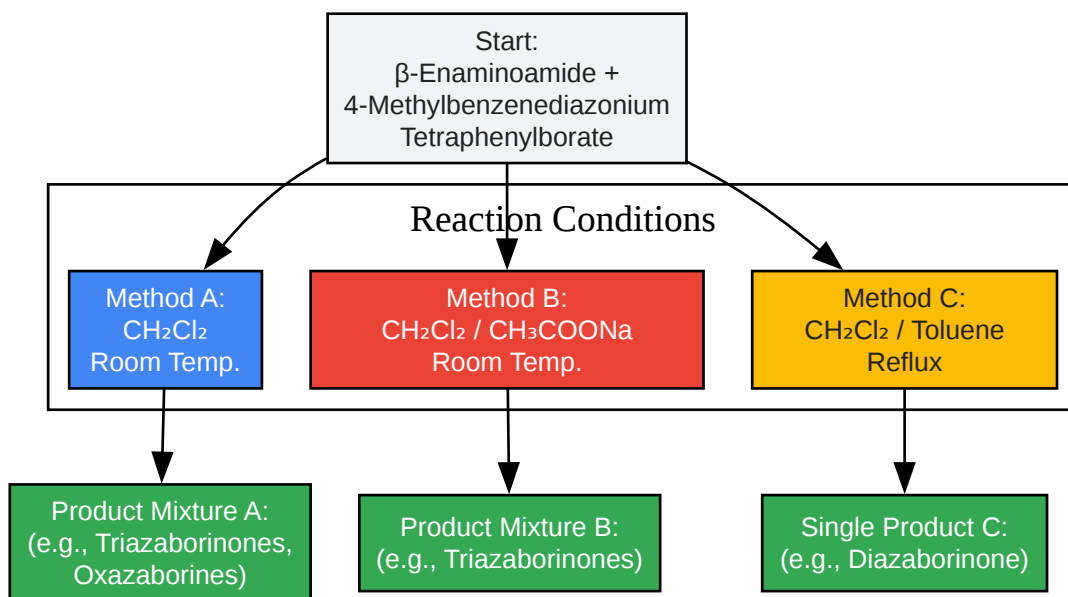 Start:
β-Enaminoamide +
4-Methylbenzenediazonium
Tetraphenylborate
Reaction Conditions
Method A:
CH₂Cl₂
Room Temp.
Method B:
CH₂Cl₂ / CH₃COONa
Room Temp.
Method C:
CH₂Cl₂ / Toluene
Reflux
Product Mixture A:
(e.g., Triazaborinones,
Oxazaborines)
Product Mixture B:
(e.g., Triazaborinones)
Single Product C:
(e.g., Diazaborinone)